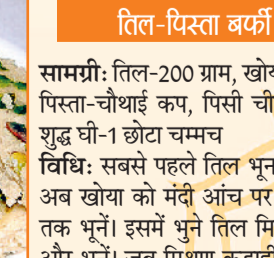 तिल-पिस्ता बर्फी
सामग्री: तिल-200 ग्राम,
पिस्ता-चौथाई कप, पिसी
शुद्ध घी-1 छोटा चम्मच
विधि: सबसे पहले तिल
अब खोया को मंदी आंच पर
तक भूनें। इसमें भुने तिल